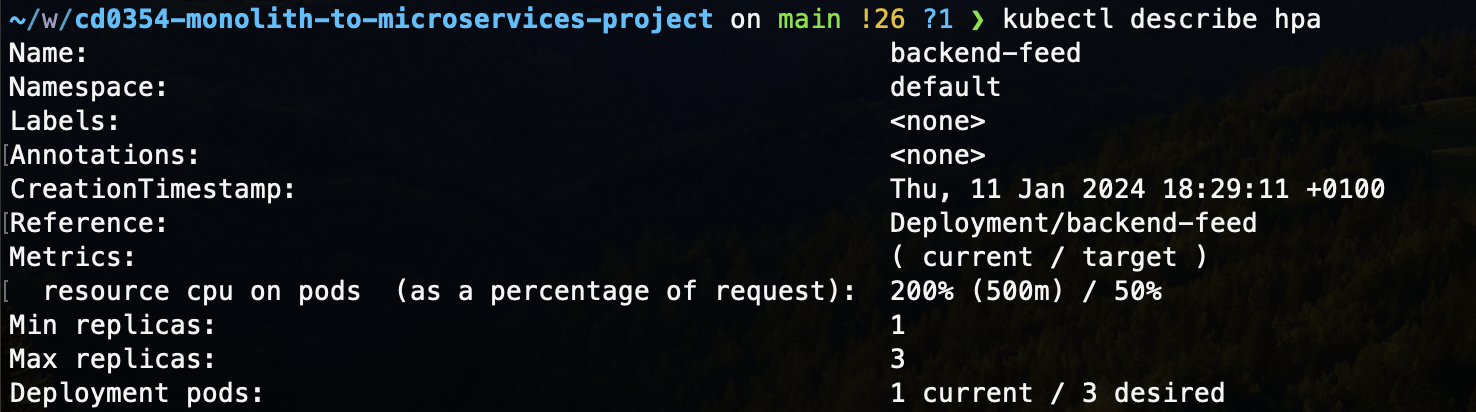 ~/w/cd0354-monolith-to-microservices-project on main !26 ?1 ❯ kubectl describe hpa
Name: backend-feed
Namespace: default
Labels: <none>
Annotations: <none>
CreationTimestamp: Thu, 11 Jan 2024 18:29:11 +0100
Reference: Deployment/backend-feed
Metrics: ( current / target )
resource cpu on pods (as a percentage of request): 200% (500m) / 50%
Min replicas: 1
Max replicas: 3
Deployment pods: 1 current / 3 desired